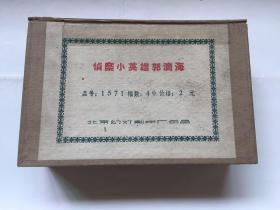 侦察小英雄郭滴海
品号：1571 幅数：49 价格：2 元
北京幻灯制片厂出品